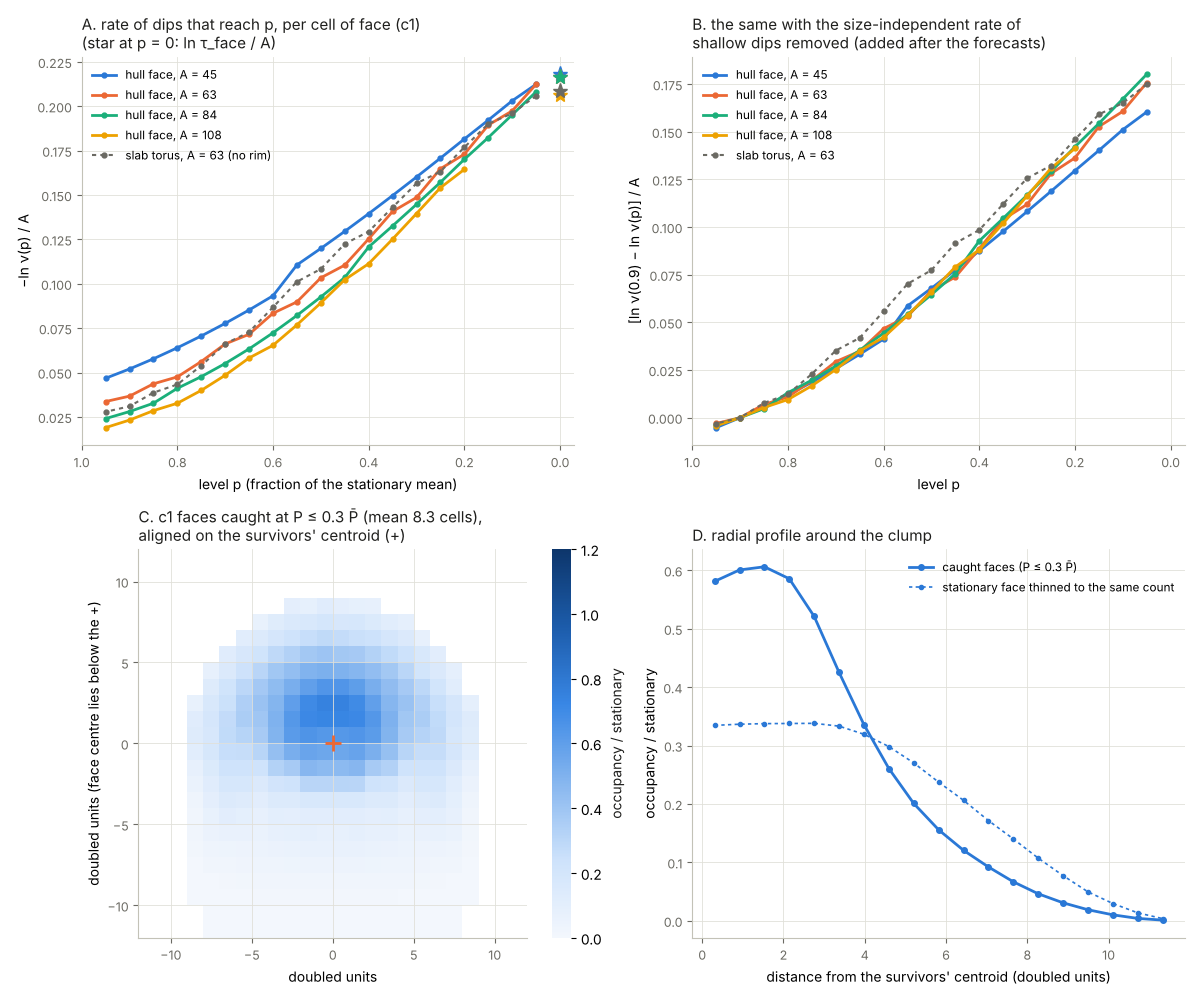 A. rate of dips that reach p, per cell of face (c1)
(star at p = 0: ln τ_face / A)
0.225
0.200
0.175
0.150
0.125
0.100
0.075
0.050
0.025
−ln ν(p) / A
hull face, A = 45
hull face, A = 63
hull face, A = 84
hull face, A = 108
slab torus, A = 63 (no rim)
1.0
0.8
0.6
0.4
0.2
0.0
level p (fraction of the stationary mean)
B. the same with the size-independent rate of
shallow dips removed (added after the forecasts)
0.175
0.150
0.125
0.100
0.075
0.050
0.025
0.000
[ln ν(0.9) − ln ν(p)] / A
hull face, A = 45
hull face, A = 63
hull face, A = 84
hull face, A = 108
slab torus, A = 63
1.0
0.8
0.6
0.4
0.2
0.0
level p
C. c1 faces caught at P ≤ 0.3 P̄ (mean 8.3 cells),
aligned on the survivors' centroid (+)
10
5
0
−5
−10
doubled units (face centre lies below the +)
−10
−5
0
5
10
doubled units
1.2
1.0
0.8
0.6
0.4
0.2
0.0
occupancy / stationary
D. radial profile around the clump
0.6
0.5
0.4
0.3
0.2
0.1
0.0
occupancy / stationary
caught faces (P ≤ 0.3 P̄)
stationary face thinned to the same count
0
2
4
6
8
10
distance from the survivors' centroid (doubled units)